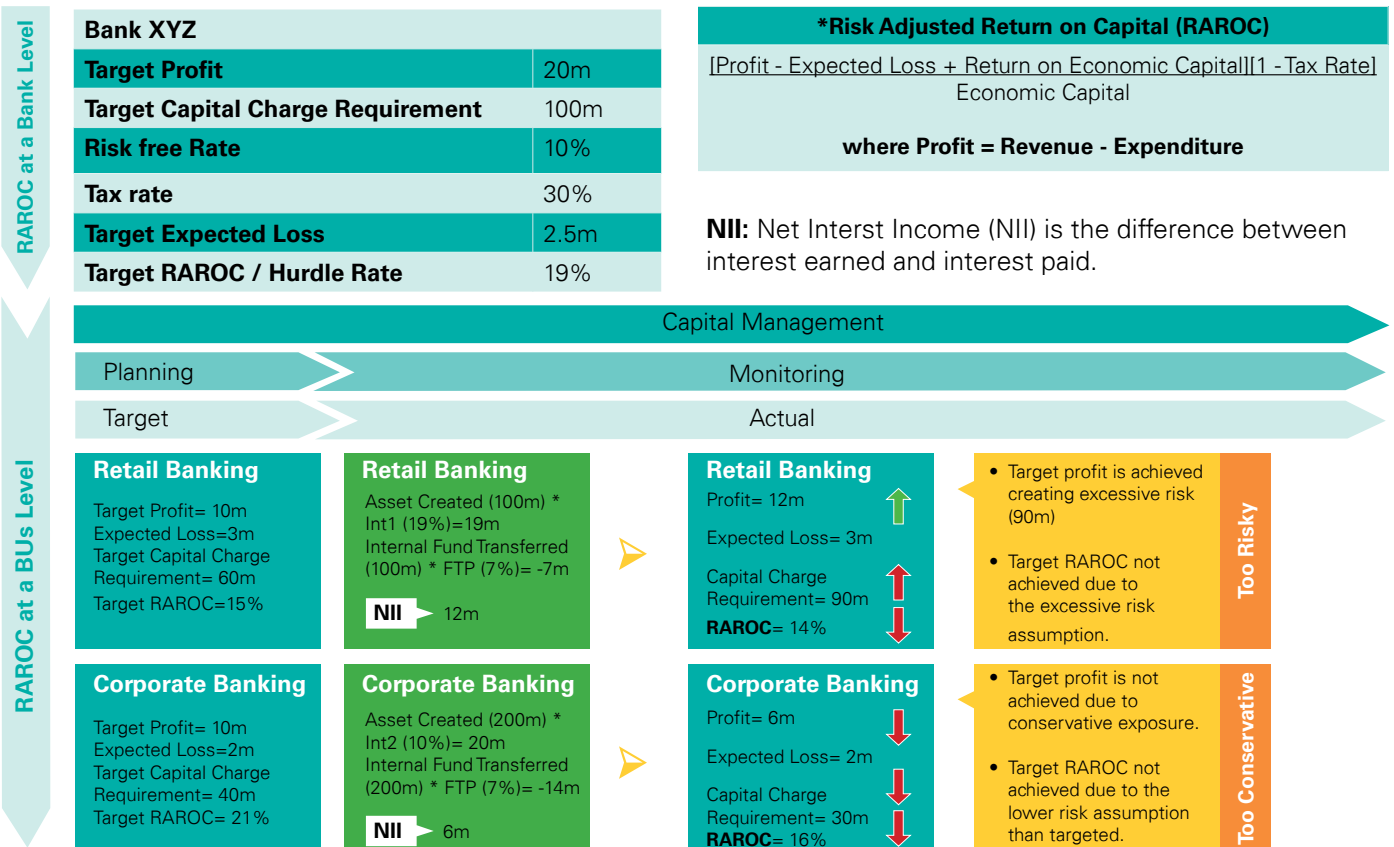 RAROC at a Bank Level
Bank XYZ
Target Profit 20m
Target Capital Charge Requirement 100m
Risk free Rate 10%
Tax rate 30%
Target Expected Loss 2.5m
Target RAROC / Hurdle Rate 19%
*Risk Adjusted Return on Capital (RAROC)
[Profit - Expected Loss + Return on Economic Capital][1 -Tax Rate]
Economic Capital
where Profit = Revenue - Expenditure
NII: Net Interst Income (NII) is the difference between
interest earned and interest paid.
RAROC at a BUs Level
Capital Management
Planning
Monitoring
Target
Actual
Retail Banking
Target Profit= 10m
Expected Loss=3m
Target Capital Charge
Requirement= 60m
Target RAROC=15%
Retail Banking
Asset Created (100m) *
Int1 (19%)=19m
Internal Fund Transferred
(100m) * FTP (7%)= -7m
NII 12m
Retail Banking
Profit= 12m
Expected Loss= 3m
Capital Charge
Requirement= 90m
RAROC= 14%
• Target profit is achieved
creating excessive risk
(90m)
• Target RAROC not
achieved due to
the excessive risk
assumption.
Too Risky
Corporate Banking
Target Profit= 10m
Expected Loss=2m
Target Capital Charge
Requirement= 40m
Target RAROC= 21%
Corporate Banking
Asset Created (200m) *
Int2 (10%)= 20m
Internal Fund Transferred
(200m) * FTP (7%)= -14m
NII 6m
Corporate Banking
Profit= 6m
Expected Loss= 2m
Capital Charge
Requirement= 30m
RAROC= 16%
• Target profit is not
achieved due to
conservative exposure.
• Target RAROC not
achieved due to the
lower risk assumption
than targeted.
Too Conservative